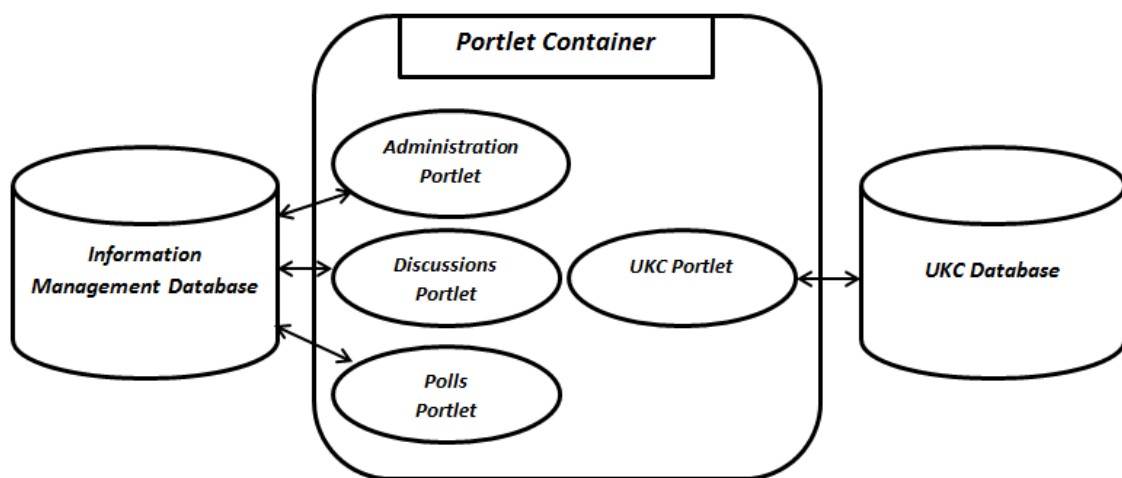 Portlet Container
Administration
Portlet
Information
Management Database
Discussions
Portlet
UKC Portlet
UKC Database
Polls
Portlet